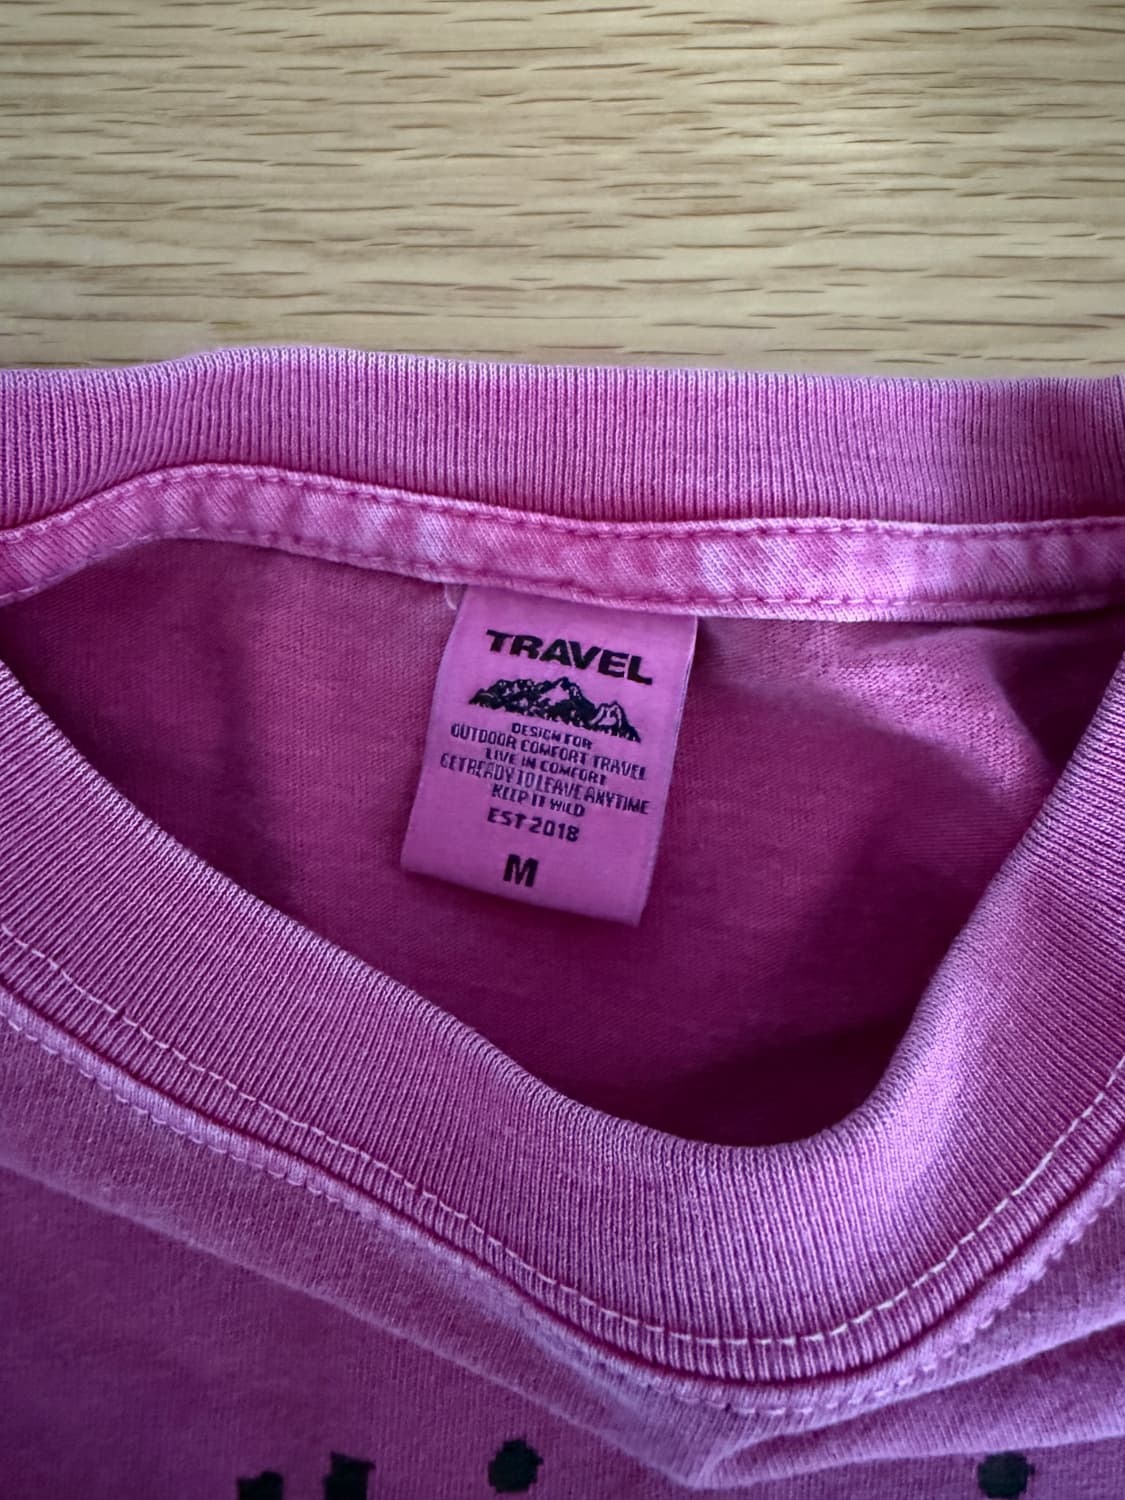 TRAVEL
DESIGN FOR
OUTDOOR COMFORT TRAVEL
LIVE IN COMFORT
GETREADY TO LEAVE ANYTIME
KEEP IT WILD
EST 2018
M